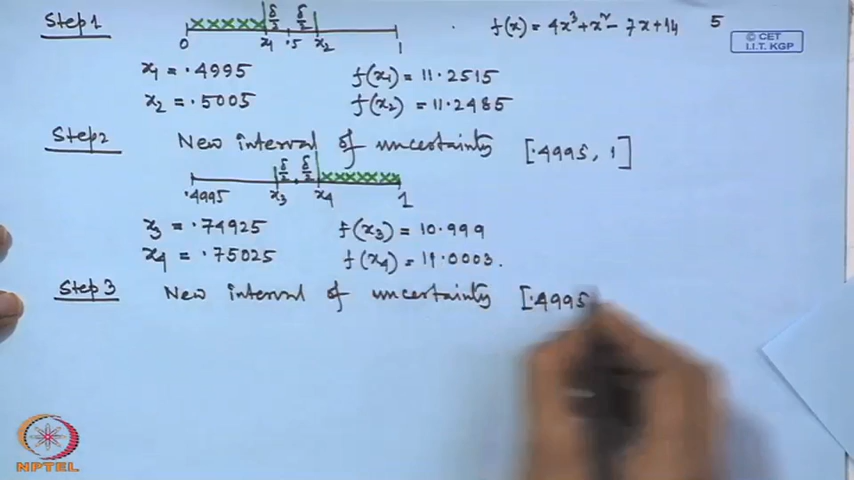 Step 1 δ/2 δ/2 f(x) = 4x³ + x² - 7x + 14 5
0 x₁ .5 x₂ 1 © CET I.I.T. KGP
x₁ = .4995 f(x₁) = 11.2515
x₂ = .5005 f(x₂) = 11.2485
Step 2 New interval of uncertainty [.4995, 1]
δ/2 δ/2
.4995 x₃ x₄ 1
x₃ = .74925 f(x₃) = 10.999
x₄ = .75025 f(x₄) = 11.0003.
Step 3 New interval of uncertainty [.4995
NPTEL